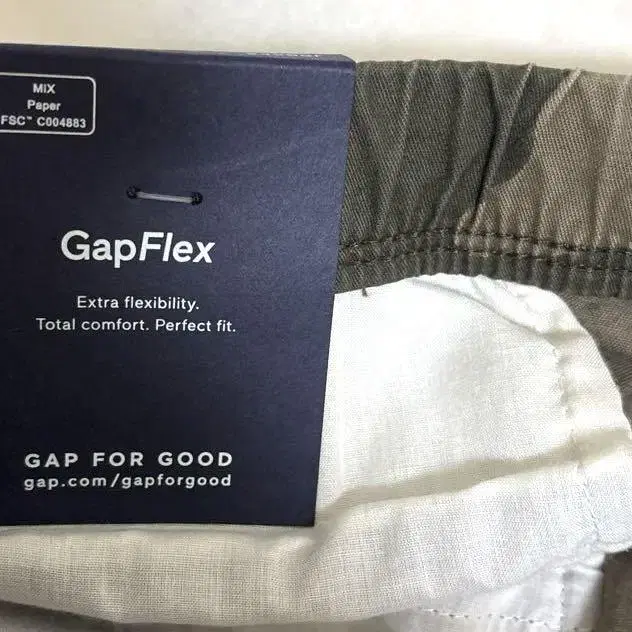 MIX
Paper
FSC™ C004883
GapFlex
Extra flexibility.
Total comfort. Perfect fit.
GAP FOR GOOD
gap.com/gapforgood